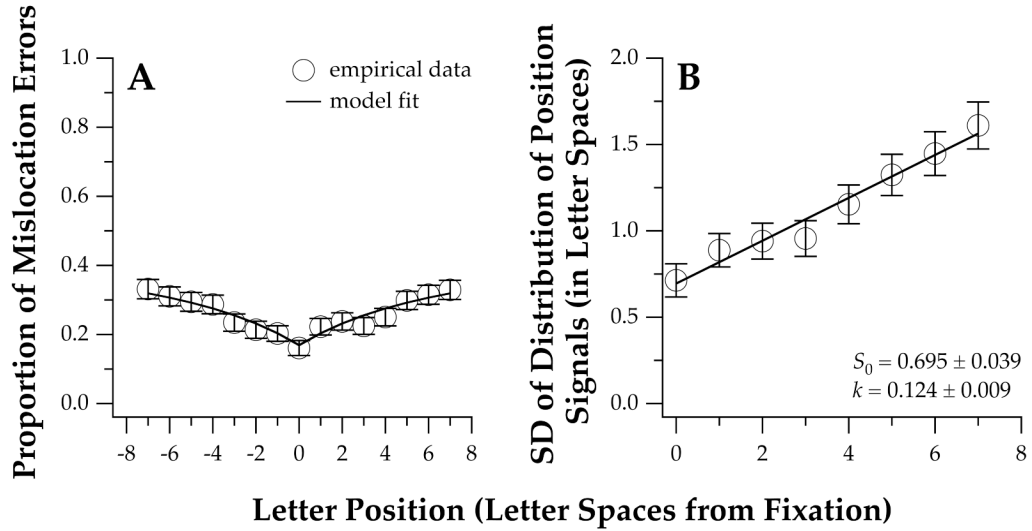 A
empirical data
model fit
Proportion of Mislocation Errors
1.0
0.8
0.6
0.4
0.2
0.0
-8 -6 -4 -2 0 2 4 6 8
B
SD of Distribution of Position
Signals (in Letter Spaces)
2.0
1.5
1.0
0.5
0.0
S₀ = 0.695 ± 0.039
k = 0.124 ± 0.009
0 2 4 6 8
Letter Position (Letter Spaces from Fixation)